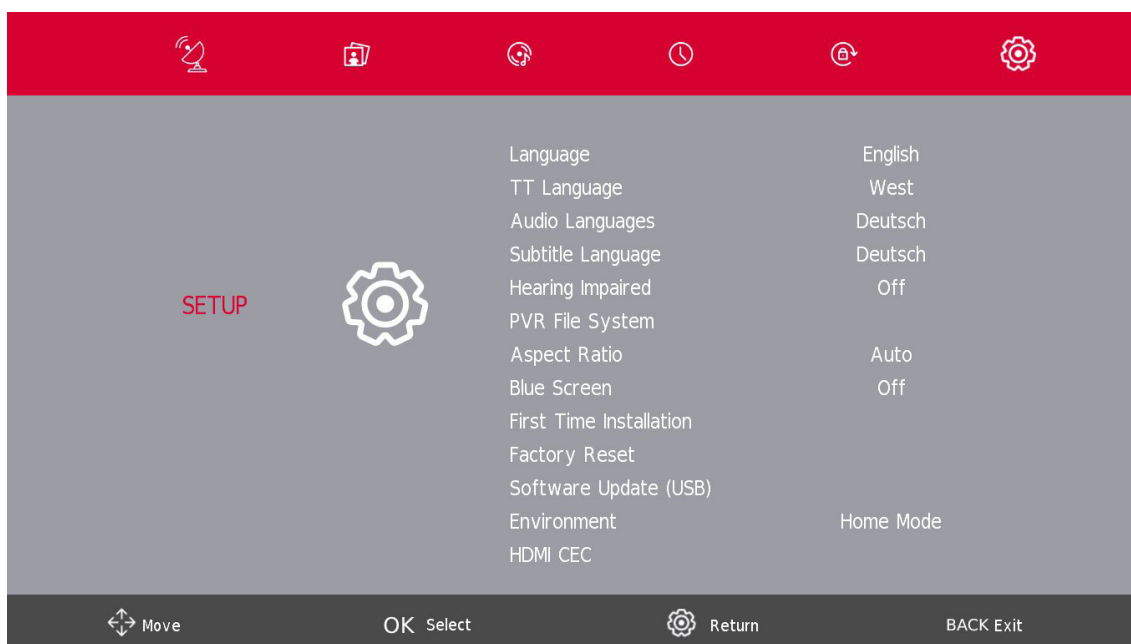 Language English
TT Language West
Audio Languages Deutsch
Subtitle Language Deutsch
Hearing Impaired Off
SETUP
PVR File System
Aspect Ratio Auto
Blue Screen Off
First Time Installation
Factory Reset
Software Update (USB)
Environment Home Mode
HDMI CEC
Move OK Select Return BACK Exit